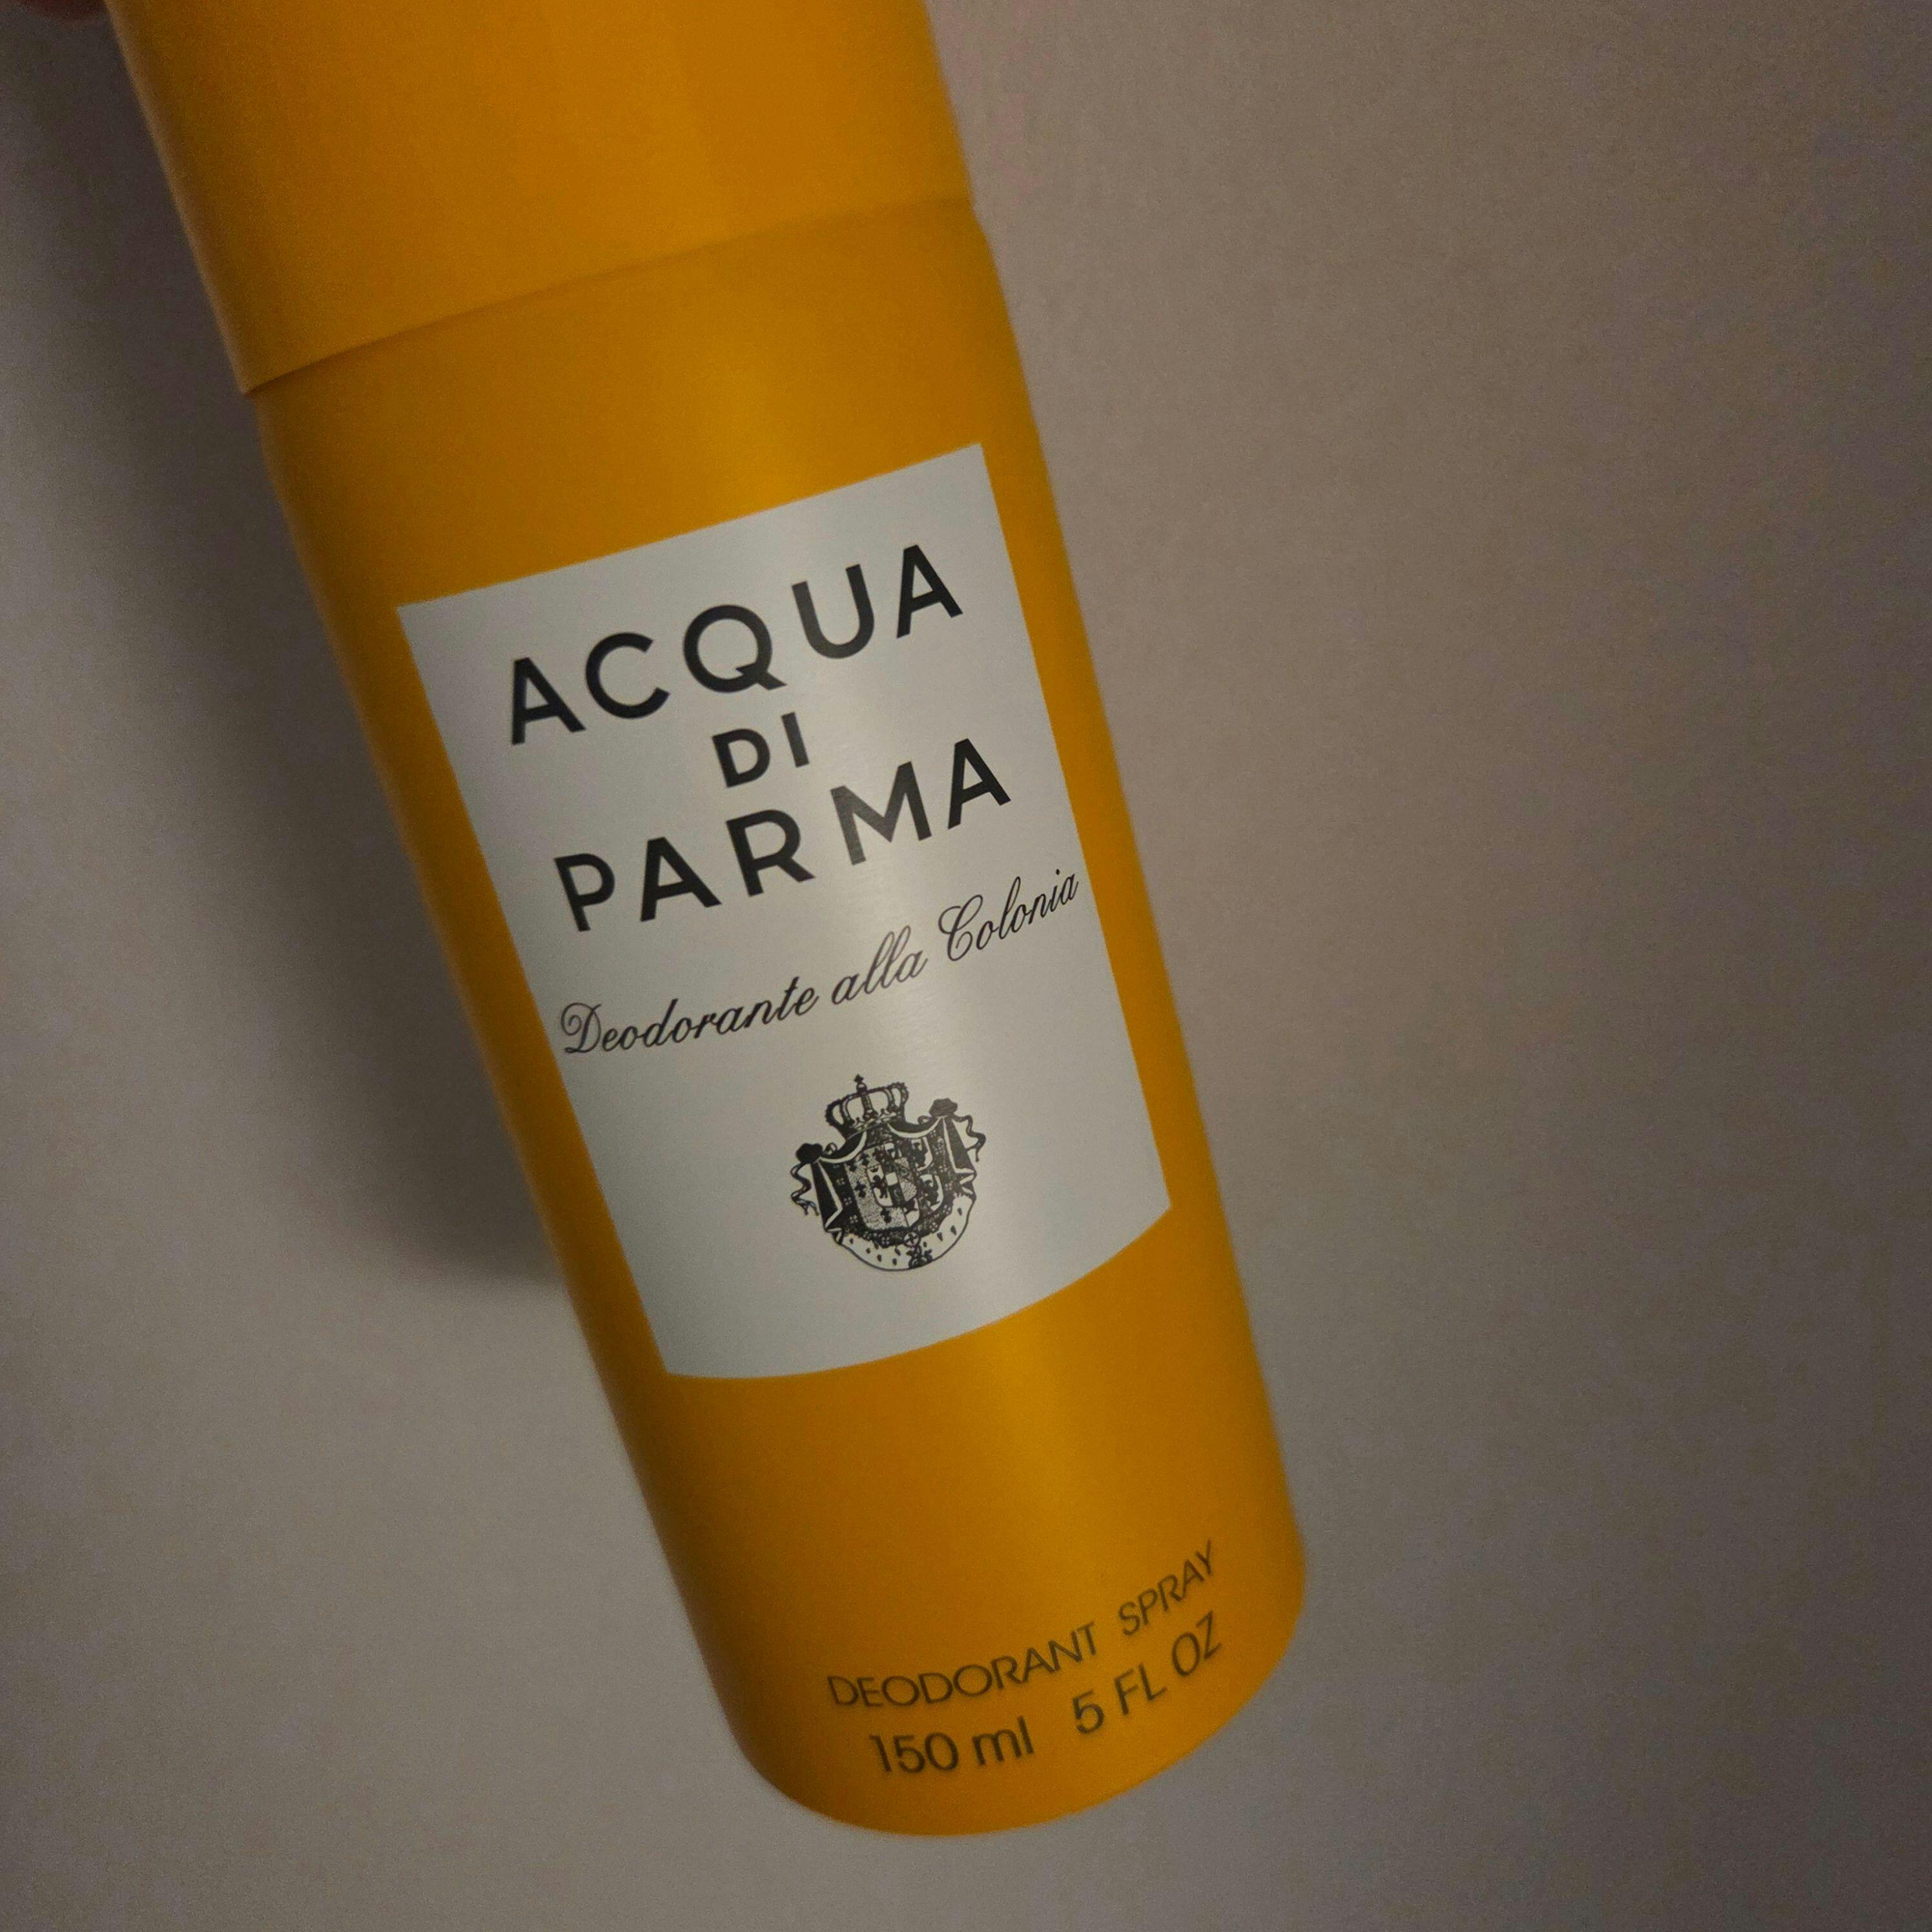 ACQUA
DI
PARMA
Deodorante alla Colonia
DEODORANT SPRAY
150 ml 5 FL OZ